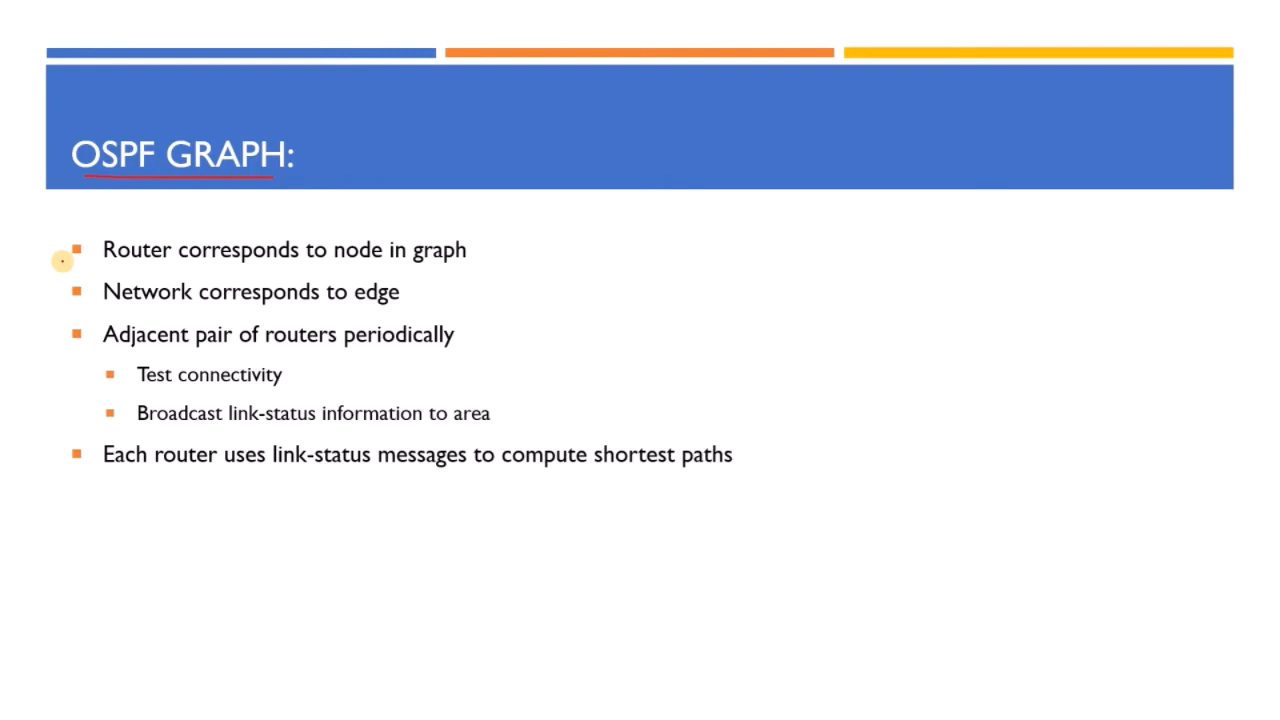 OSPF GRAPH:
Router corresponds to node in graph
Network corresponds to edge
Adjacent pair of routers periodically
Test connectivity
Broadcast link-status information to area
Each router uses link-status messages to compute shortest paths